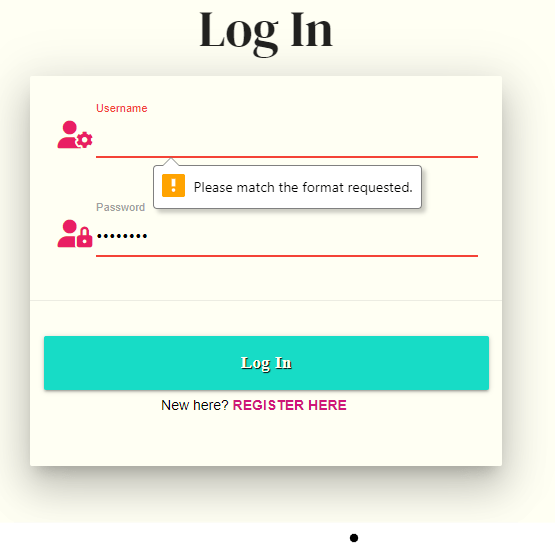 Log In
Username
Please match the format requested.
Password
••••••••
Log In
New here? REGISTER HERE